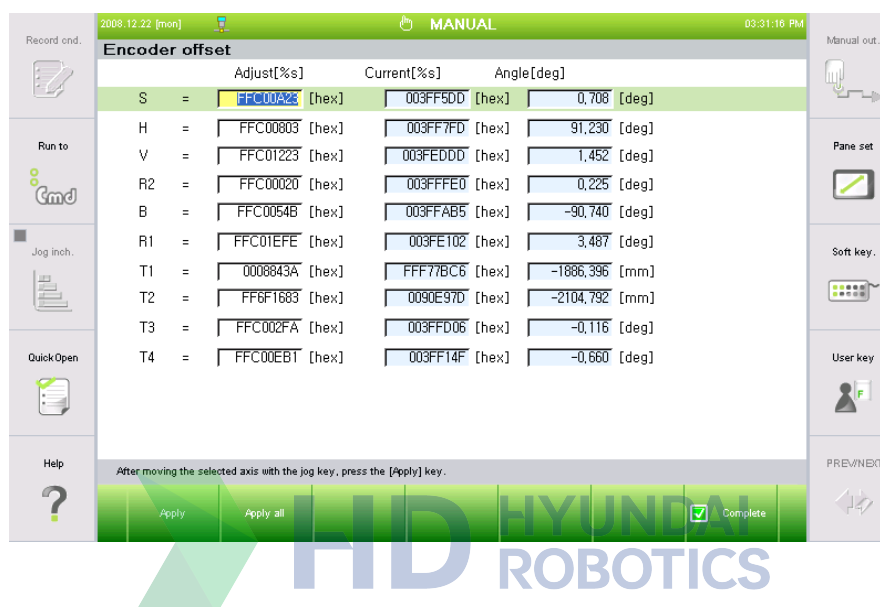 2008.12.22 [mon] MANUAL 03:31:16 PM
Encoder offset
Adjust[%s] Current[%s] Angle[deg]
S = FFC00A23 [hex] 003FF5DD [hex] 0,708 [deg]
H = FFC00803 [hex] 003FF7FD [hex] 91,230 [deg]
V = FFC01223 [hex] 003FEDDD [hex] 1,452 [deg]
R2 = FFC00020 [hex] 003FFFE0 [hex] 0,225 [deg]
B = FFC0054B [hex] 003FFAB5 [hex] -90,740 [deg]
R1 = FFC01EFE [hex] 003FE102 [hex] 3,487 [deg]
T1 = 0008843A [hex] FFF77BC6 [hex] -1886,396 [mm]
T2 = FF6F1683 [hex] 0090E97D [hex] -2104,792 [mm]
T3 = FFC002FA [hex] 003FFD06 [hex] -0,116 [deg]
T4 = FFC00EB1 [hex] 003FF14F [hex] -0,660 [deg]
After moving the selected axis with the jog key, press the [Apply] key.
Apply Apply all Complete
Record cnd.
Run to
Cmd
Jog inch.
Quick Open
Help
?
Manual out.
Pane set
Soft key.
User key
F
PREV/NEXT
HD HYUNDAI
ROBOTICS